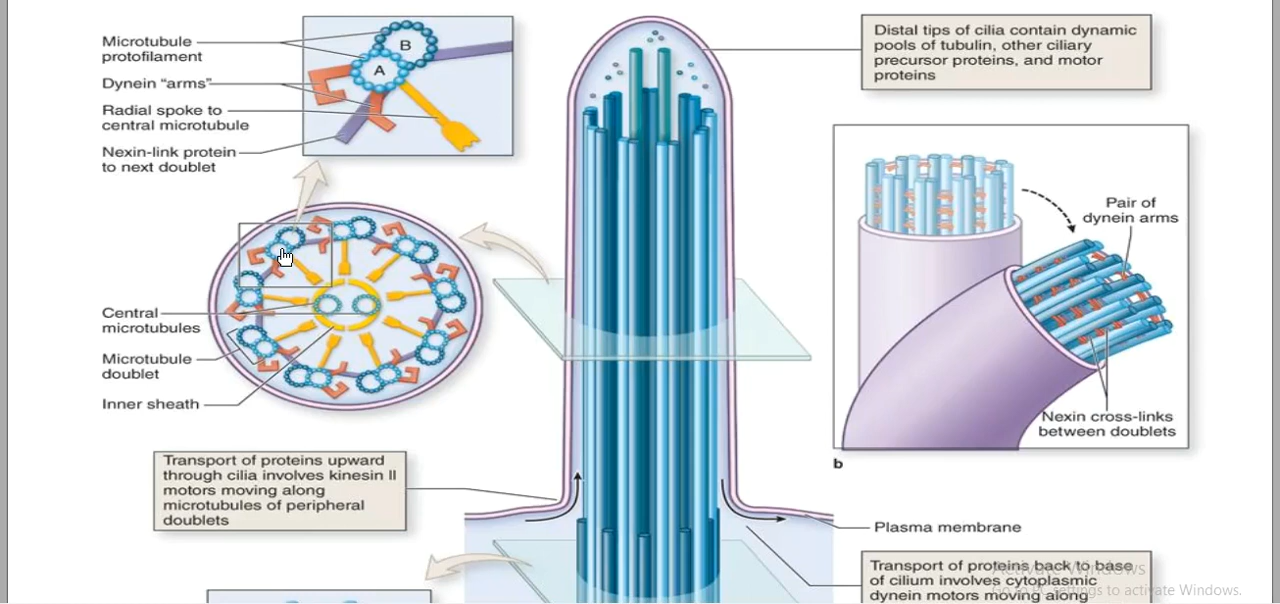 Microtubule
protofilament
Dynein “arms”
Radial spoke to
central microtubule
Nexin-link protein
to next doublet
B
A
Distal tips of cilia contain dynamic
pools of tubulin, other ciliary
precursor proteins, and motor
proteins
Pair of
dynein arms
Nexin cross-links
between doublets
b
Central
microtubules
Microtubule
doublet
Inner sheath
Transport of proteins upward
through cilia involves kinesin II
motors moving along
microtubules of peripheral
doublets
Plasma membrane
Transport of proteins back to base
of cilium involves cytoplasmic
dynein motors moving along
Activate Windows
Go to PC settings to activate Windows.